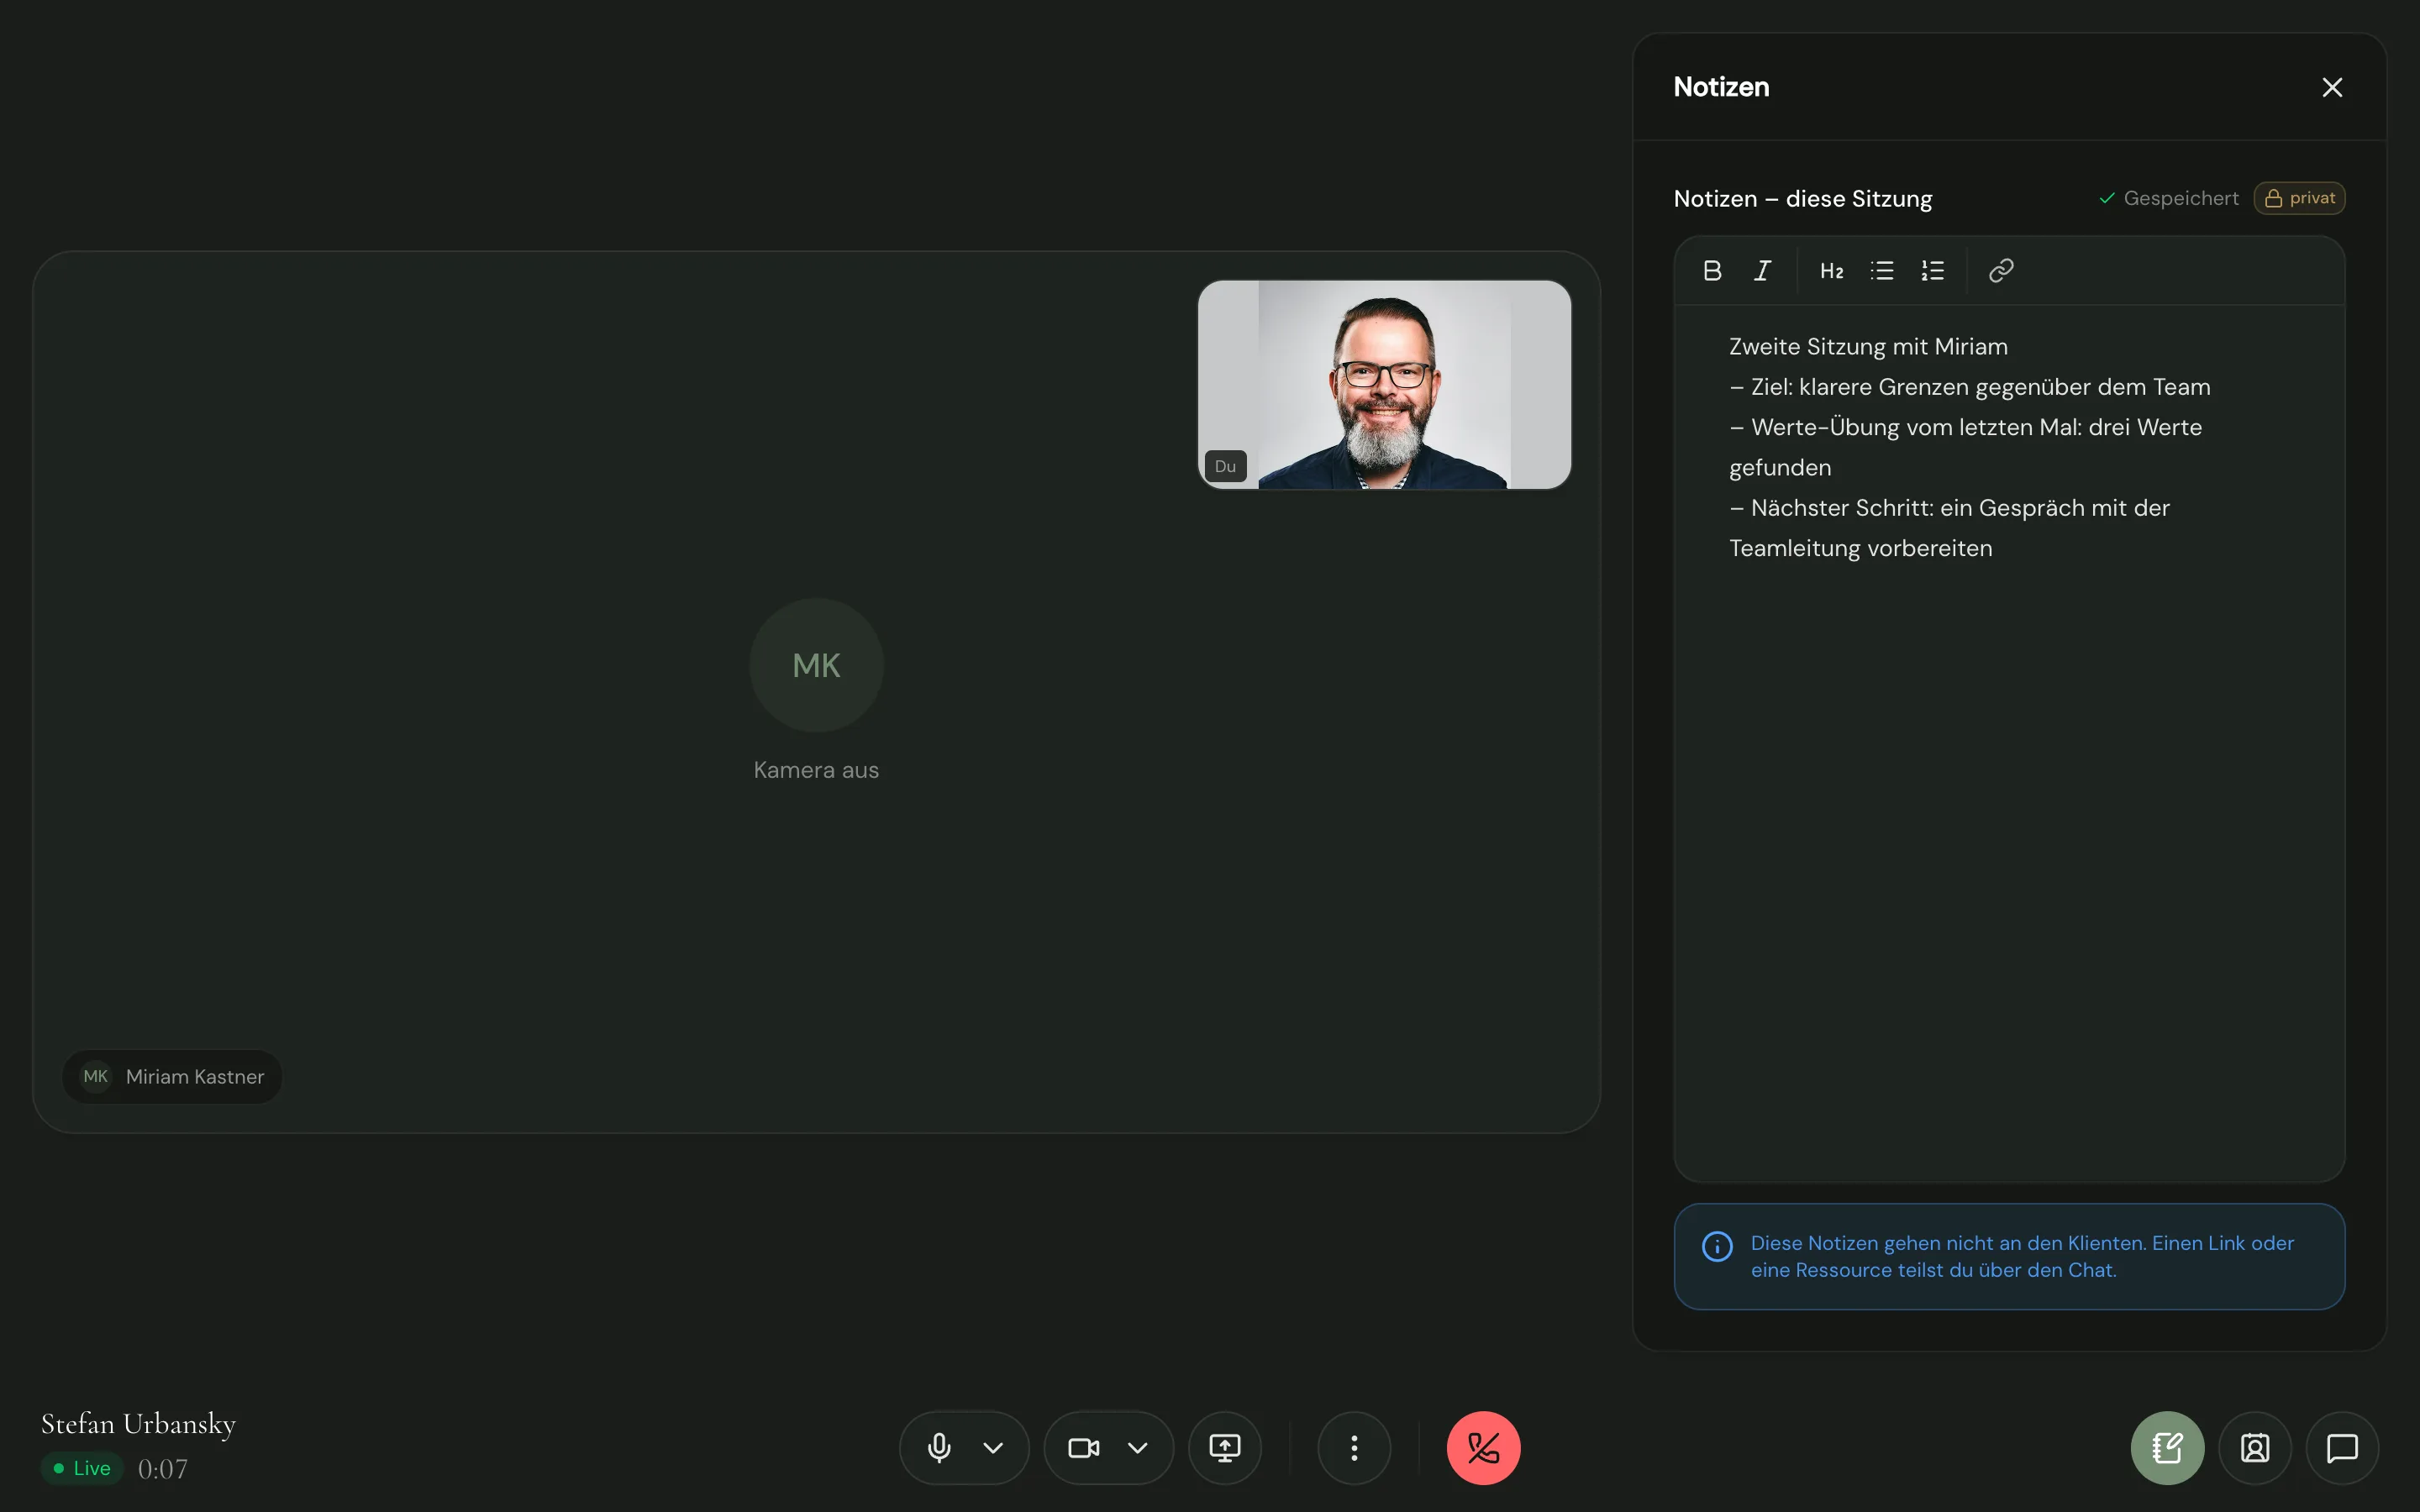 Notizen
Notizen – diese Sitzung
Gespeichert
privat
B I H2
Zweite Sitzung mit Miriam
– Ziel: klarere Grenzen gegenüber dem Team
– Werte-Übung vom letzten Mal: drei Werte
gefunden
– Nächster Schritt: ein Gespräch mit der
Teamleitung vorbereiten
Diese Notizen gehen nicht an den Klienten. Einen Link oder
eine Ressource teilst du über den Chat.
Du
MK
Kamera aus
MK Miriam Kastner
Stefan Urbansky
Live 0:07